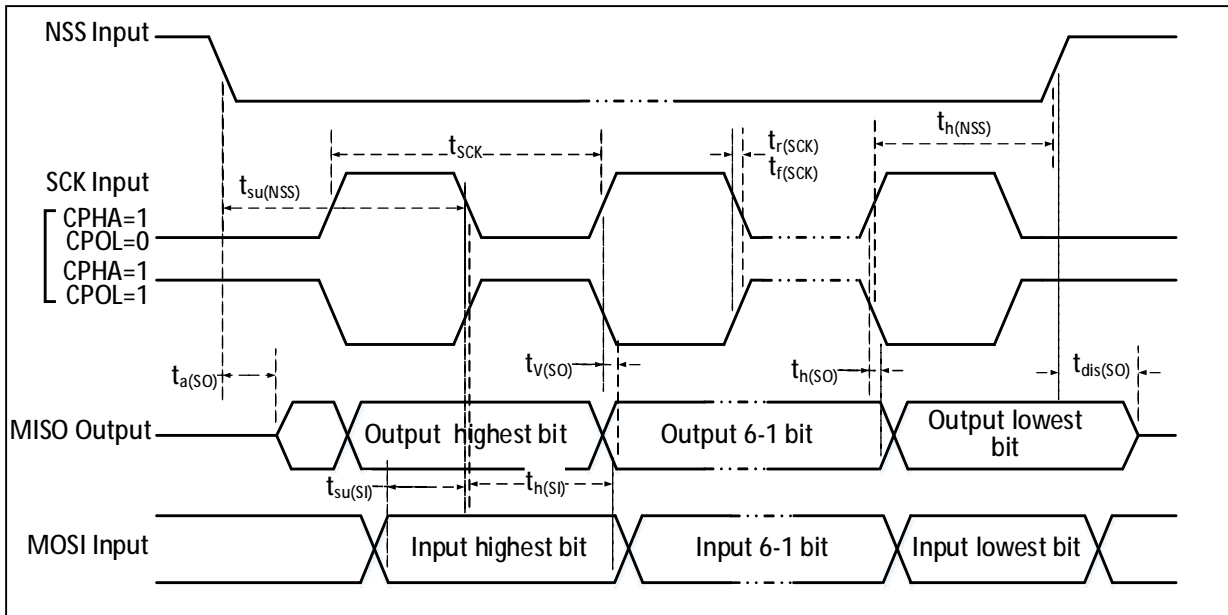 NSS Input
th(NSS)
tSCK
tr(SCK)
tf(SCK)
SCK Input
tsu(NSS)
CPHA=1
CPOL=0
CPHA=1
CPOL=1
ta(SO)
tV(SO)
th(SO)
tdis(SO)
MISO Output
Output highest bit
Output 6-1 bit
Output lowest
bit
tsu(SI)
th(SI)
MOSI Input
Input highest bit
Input 6-1 bit
Input lowest bit